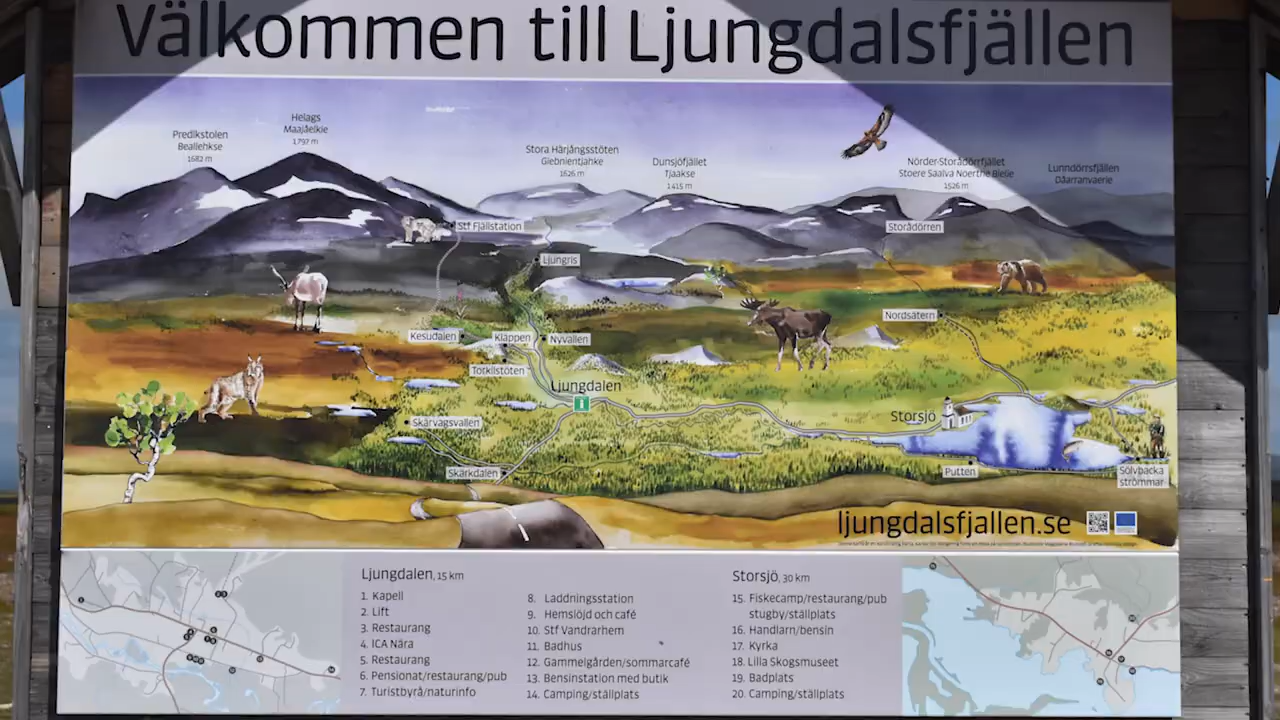 Välkommen till Ljungdalsfjällen
Helags
Maajåelkie
1797 m
Predikstolen
Beallehkse
1682 m
Stora Härjångsstöten
Giebnientjahke
1626 m
Dunsjöfjället
Tjaakse
1415 m
Nörder-Storådörrfjället
Stoere Saalva Noerthe Bielie
1526 m
Lunndörrsfjällen
Dåarranvaerie
Stf Fjällstation
Storådörren
Ljungris
Nordsätern
Kesudalen
Kläppen
Nyvallen
Totklistöten
Ljungdalen
i
Storsjö
Skärvagsvallen
Skärkdalen
Putten
Sölvbacka
strömmar
ljungdalsfjallen.se
Ljungdalen, 15 km
1. Kapell
2. Lift
3. Restaurang
4. ICA Nära
5. Restaurang
6. Pensionat/restaurang/pub
7. Turistbyrå/naturinfo
8. Laddningsstation
9. Hemslöjd och café
10. Stf Vandrarhem
11. Badhus
12. Gammelgården/sommarcafé
13. Bensinstation med butik
14. Camping/ställplats
Storsjö, 30 km
15. Fiskecamp/restaurang/pub
stugby/ställplats
16. Handlarn/bensin
17. Kyrka
18. Lilla Skogsmuseet
19. Badplats
20. Camping/ställplats